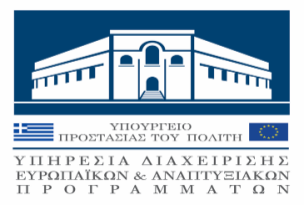 ΥΠΟΥΡΓΕΙΟ
ΠΡΟΣΤΑΣΙΑΣ ΤΟΥ ΠΟΛΙΤΗ
ΥΠΗΡΕΣΙΑ ΔΙΑΧΕΙΡΙΣΗΣ
ΕΥΡΩΠΑΪΚΩΝ & ΑΝΑΠΤΥΞΙΑΚΩΝ
ΠΡΟΓΡΑΜΜΑΤΩΝ